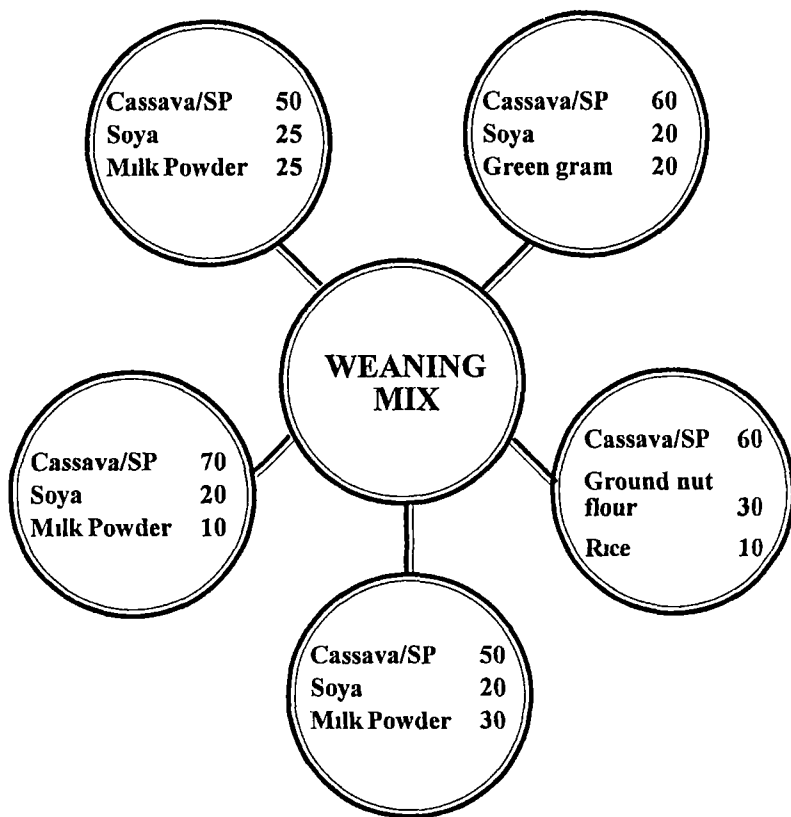 Cassava/SP 50
Soya 25
Milk Powder 25
Cassava/SP 60
Soya 20
Green gram 20
WEANING
MIX
Cassava/SP 70
Soya 20
Milk Powder 10
Cassava/SP 60
Ground nut
flour 30
Rice 10
Cassava/SP 50
Soya 20
Milk Powder 30